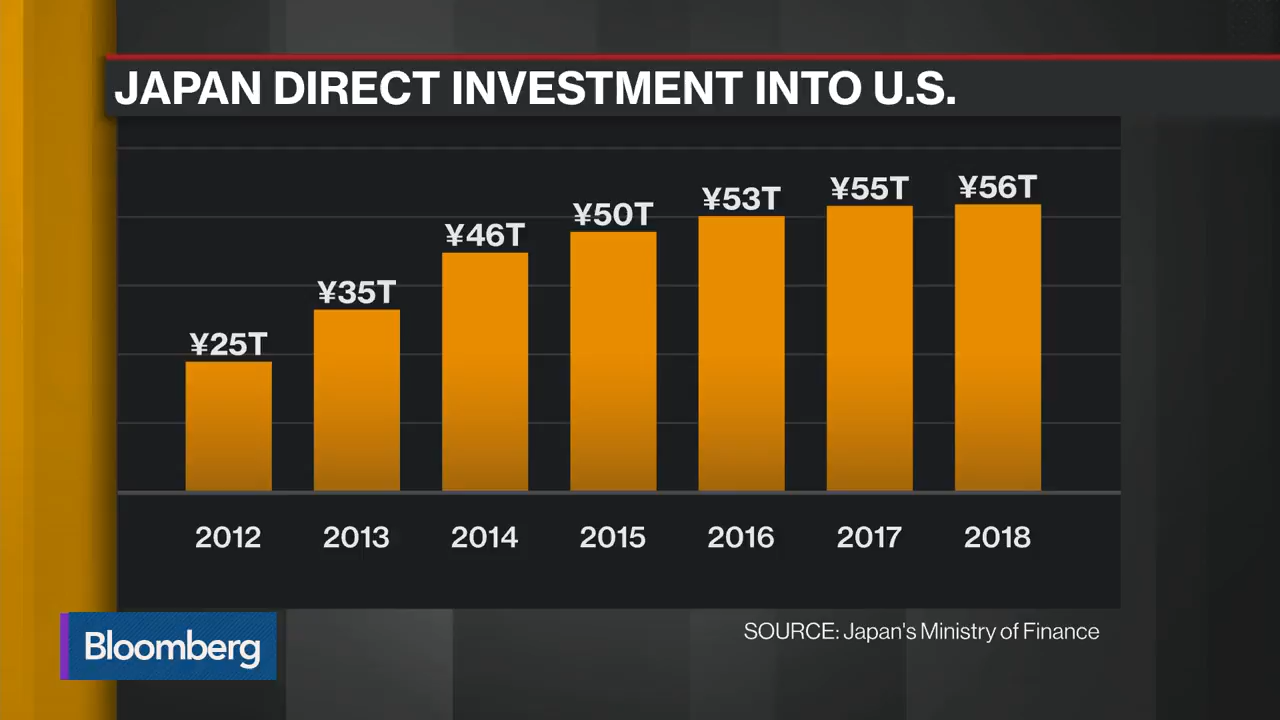 JAPAN DIRECT INVESTMENT INTO U.S.
¥25T
¥35T
¥46T
¥50T
¥53T
¥55T
¥56T
2012 2013 2014 2015 2016 2017 2018
SOURCE: Japan's Ministry of Finance
Bloomberg